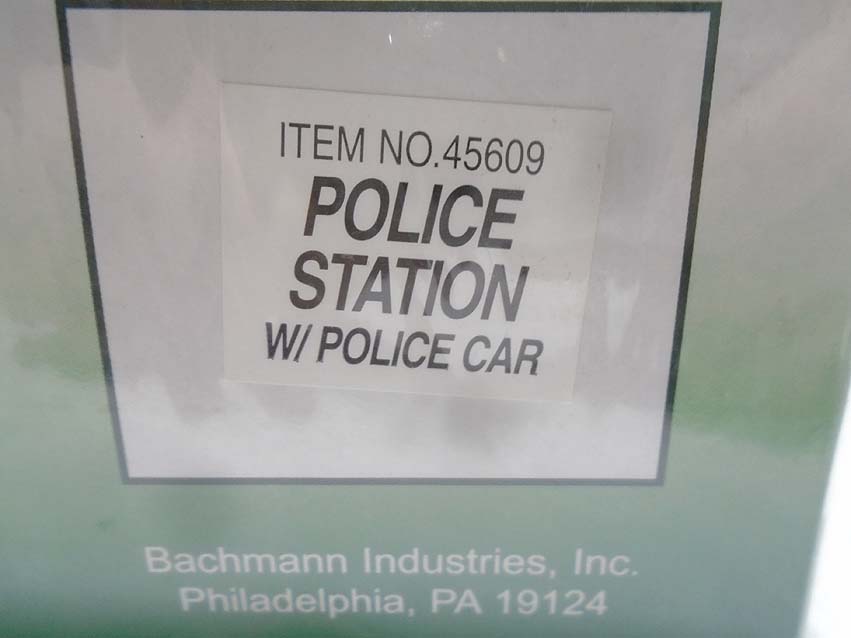 ITEM NO.45609
POLICE
STATION
W/ POLICE CAR
Bachmann Industries, Inc.
Philadelphia, PA 19124